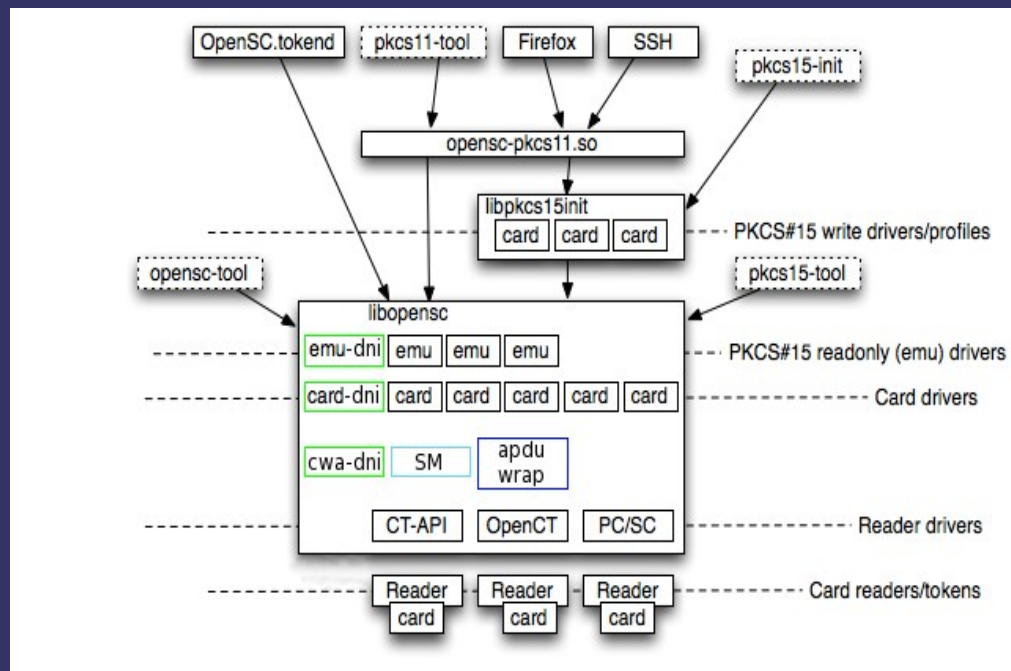 OpenSC.tokend
pkcs11-tool
Firefox
SSH
pkcs15-init
opensc-pkcs11.so
libpkcs15init
card card card
PKCS#15 write drivers/profiles
opensc-tool
pkcs15-tool
libopensc
emu-dni emu emu emu
PKCS#15 readonly (emu) drivers
card-dni card card card card card
Card drivers
cwa-dni SM apdu
wrap
CT-API OpenCT PC/SC
Reader drivers
Reader Reader Reader
Card readers/tokens
card card card